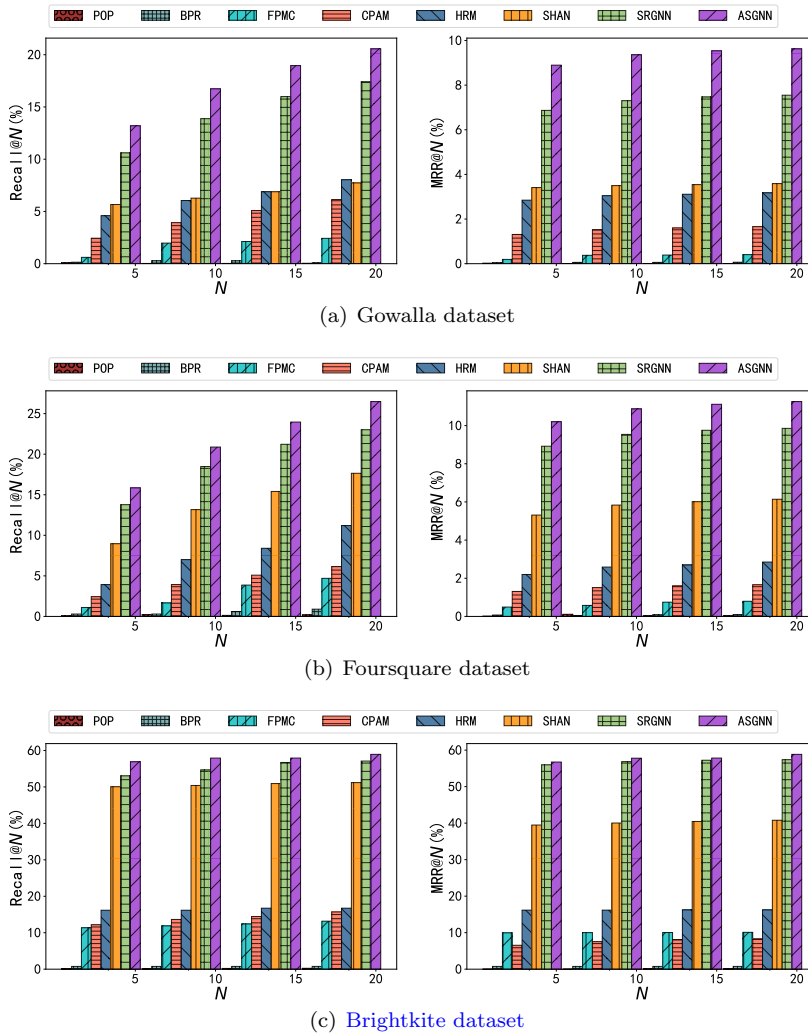 POP BPR FPMC CPAM HRM SHAN SRGNN ASGNN
Recall@N(%)
20
15
10
5
0
5 10 15 20
N
MRR@N(%)
10
8
6
4
2
0
5 10 15 20
N
(a) Gowalla dataset
POP BPR FPMC CPAM HRM SHAN SRGNN ASGNN
Recall@N(%)
25
20
15
10
5
0
5 10 15 20
N
MRR@N(%)
10
8
6
4
2
0
5 10 15 20
N
(b) Foursquare dataset
POP BPR FPMC CPAM HRM SHAN SRGNN ASGNN
Recall@N(%)
60
50
40
30
20
10
0
5 10 15 20
N
MRR@N(%)
60
50
40
30
20
10
0
5 10 15 20
N
(c) Brightkite dataset